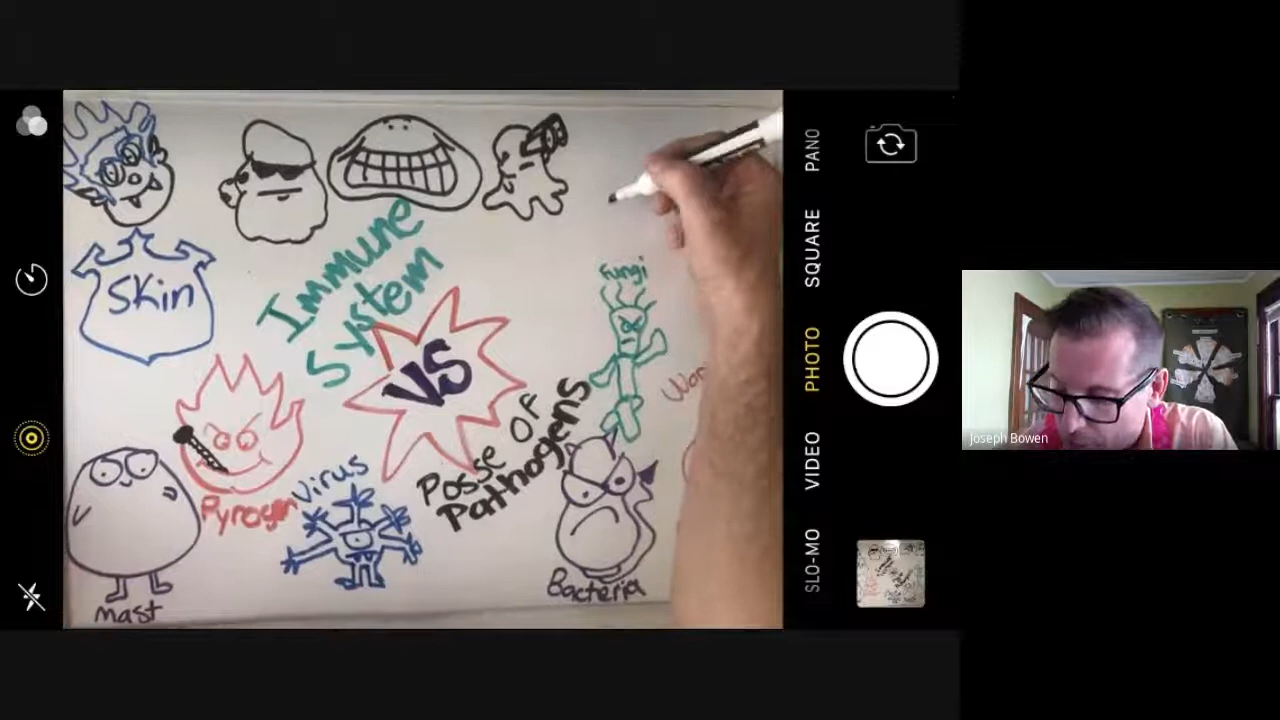 Skin
Immune
System
VS
Fungi
Wor
Posse of
Pathogens
Pyrogen
Virus
Bacteria
Mast
PANO
SQUARE
PHOTO
VIDEO
SLO-MO
Joseph Bowen